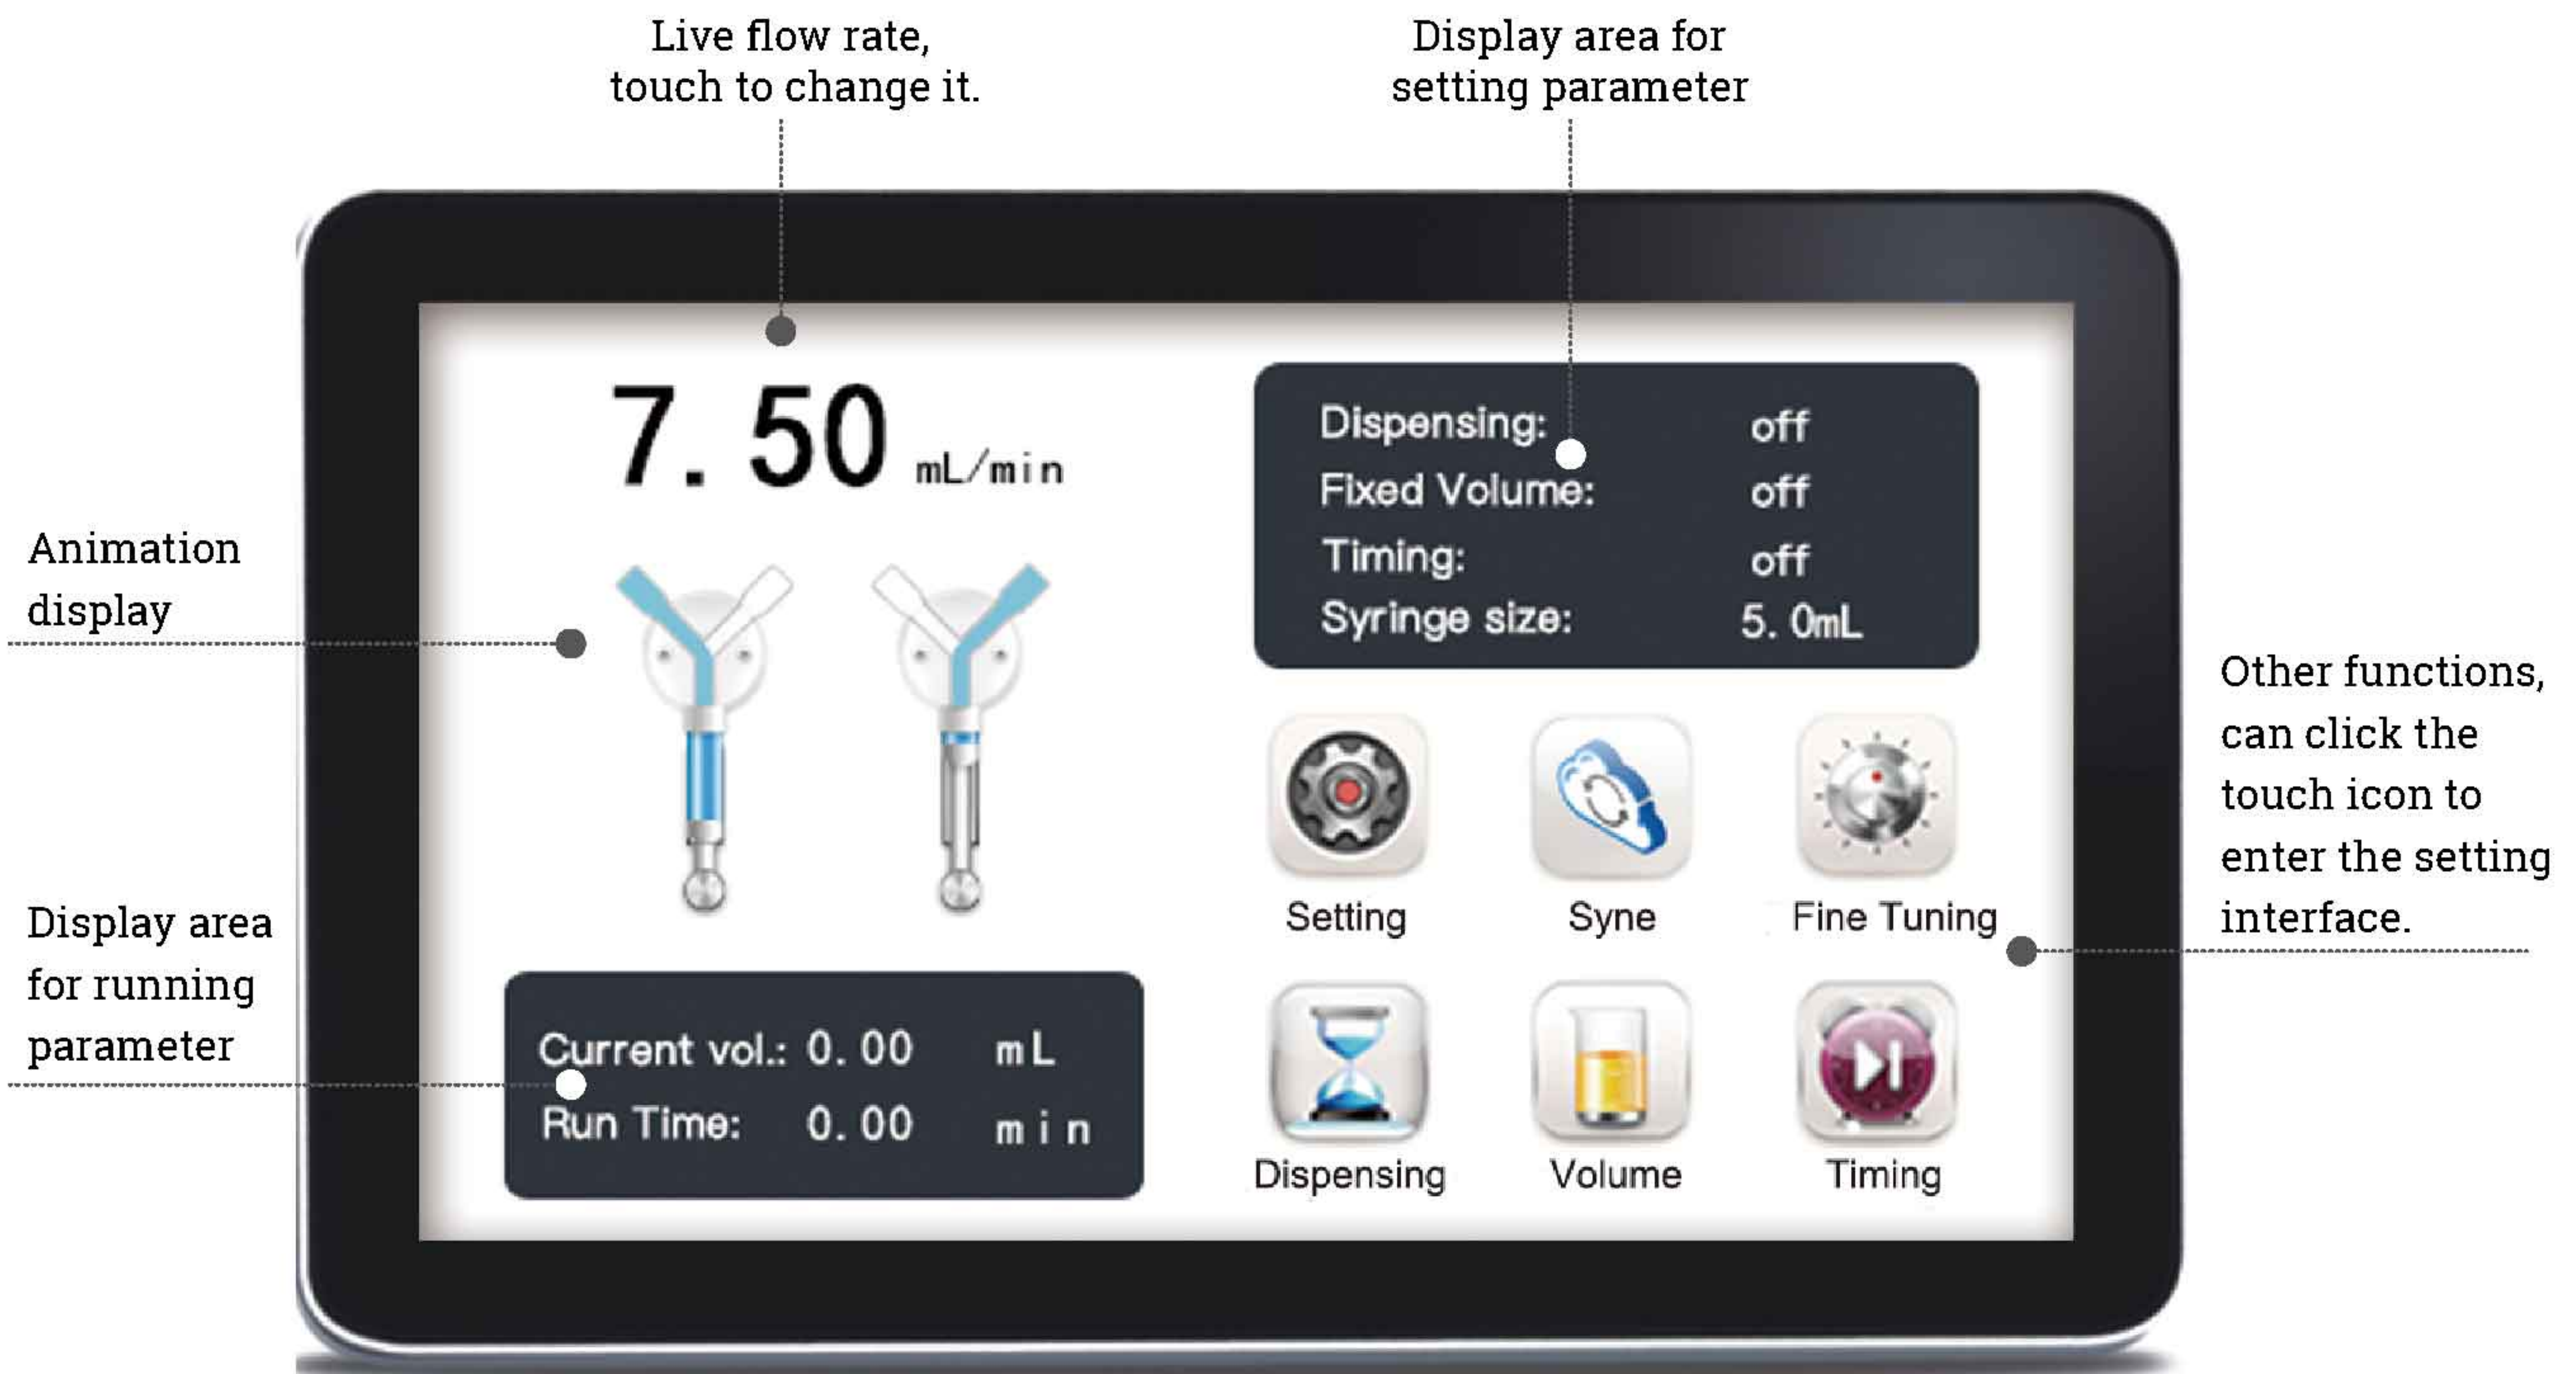 Live flow rate,
touch to change it.
Display area for
setting parameter
7.50 mL/min
Dispensing: off
Fixed Volume: off
Timing: off
Syringe size: 5.0mL
Animation
display
Other functions,
can click the
touch icon to
enter the setting
interface.
Setting
Syne
Fine Tuning
Display area
for running
parameter
Current vol.: 0.00 mL
Run Time: 0.00 min
Dispensing
Volume
Timing